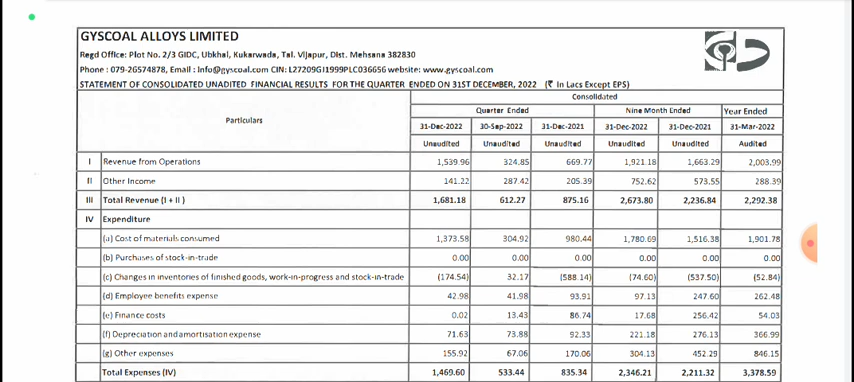 GYSCOAL ALLOYS LIMITED
Regd Office: Plot No. 2/3 GIDC, Ubkhal, Kukarwada, Tal. Vijapur, Dist. Mehsana 382830
Phone : 079-26574878, Email : Info@gyscoal.com CIN: L27209GJ1999PLC036656 website: www.gyscoal.com
STATEMENT OF CONSOLIDATED UNADITED FINANCIAL RESULTS FOR THE QUARTER ENDED ON 31ST DECEMBER, 2022 (₹ In Lacs Except EPS)
Consolidated
Particulars Quarter Ended Nine Month Ended Year Ended
31-Dec-2022 30-Sep-2022 31-Dec-2021 31-Dec-2022 31-Dec-2021 31-Mar-2022
Unaudited Unaudited Unaudited Unaudited Unaudited Audited
I Revenue from Operations 1,539.96 324.85 669.77 1,921.18 1,663.29 2,003.99
II Other Income 141.22 287.42 205.39 752.62 573.55 288.39
III Total Revenue (I + II) 1,681.18 612.27 875.16 2,673.80 2,236.84 2,292.38
IV Expenditure
(a) Cost of materials consumed 1,373.58 304.92 980.44 1,780.69 1,516.38 1,901.78
(b) Purchases of stock-in-trade 0.00 0.00 0.00 0.00 0.00 0.00
(c) Changes in inventories of finished goods, work-in-progress and stock-in-trade (174.54) 32.17 (588.14) (74.60) (537.50) (52.84)
(d) Employee benefits expense 42.98 41.98 93.91 97.13 247.60 262.48
(e) Finance costs 0.02 13.43 86.74 17.68 256.42 54.03
(f) Depreciation and amortisation expense 71.63 73.88 92.33 221.18 276.13 366.99
(g) Other expenses 155.92 67.06 170.06 304.13 452.29 846.15
Total Expenses (IV) 1,469.60 533.44 835.34 2,346.21 2,211.32 3,378.59